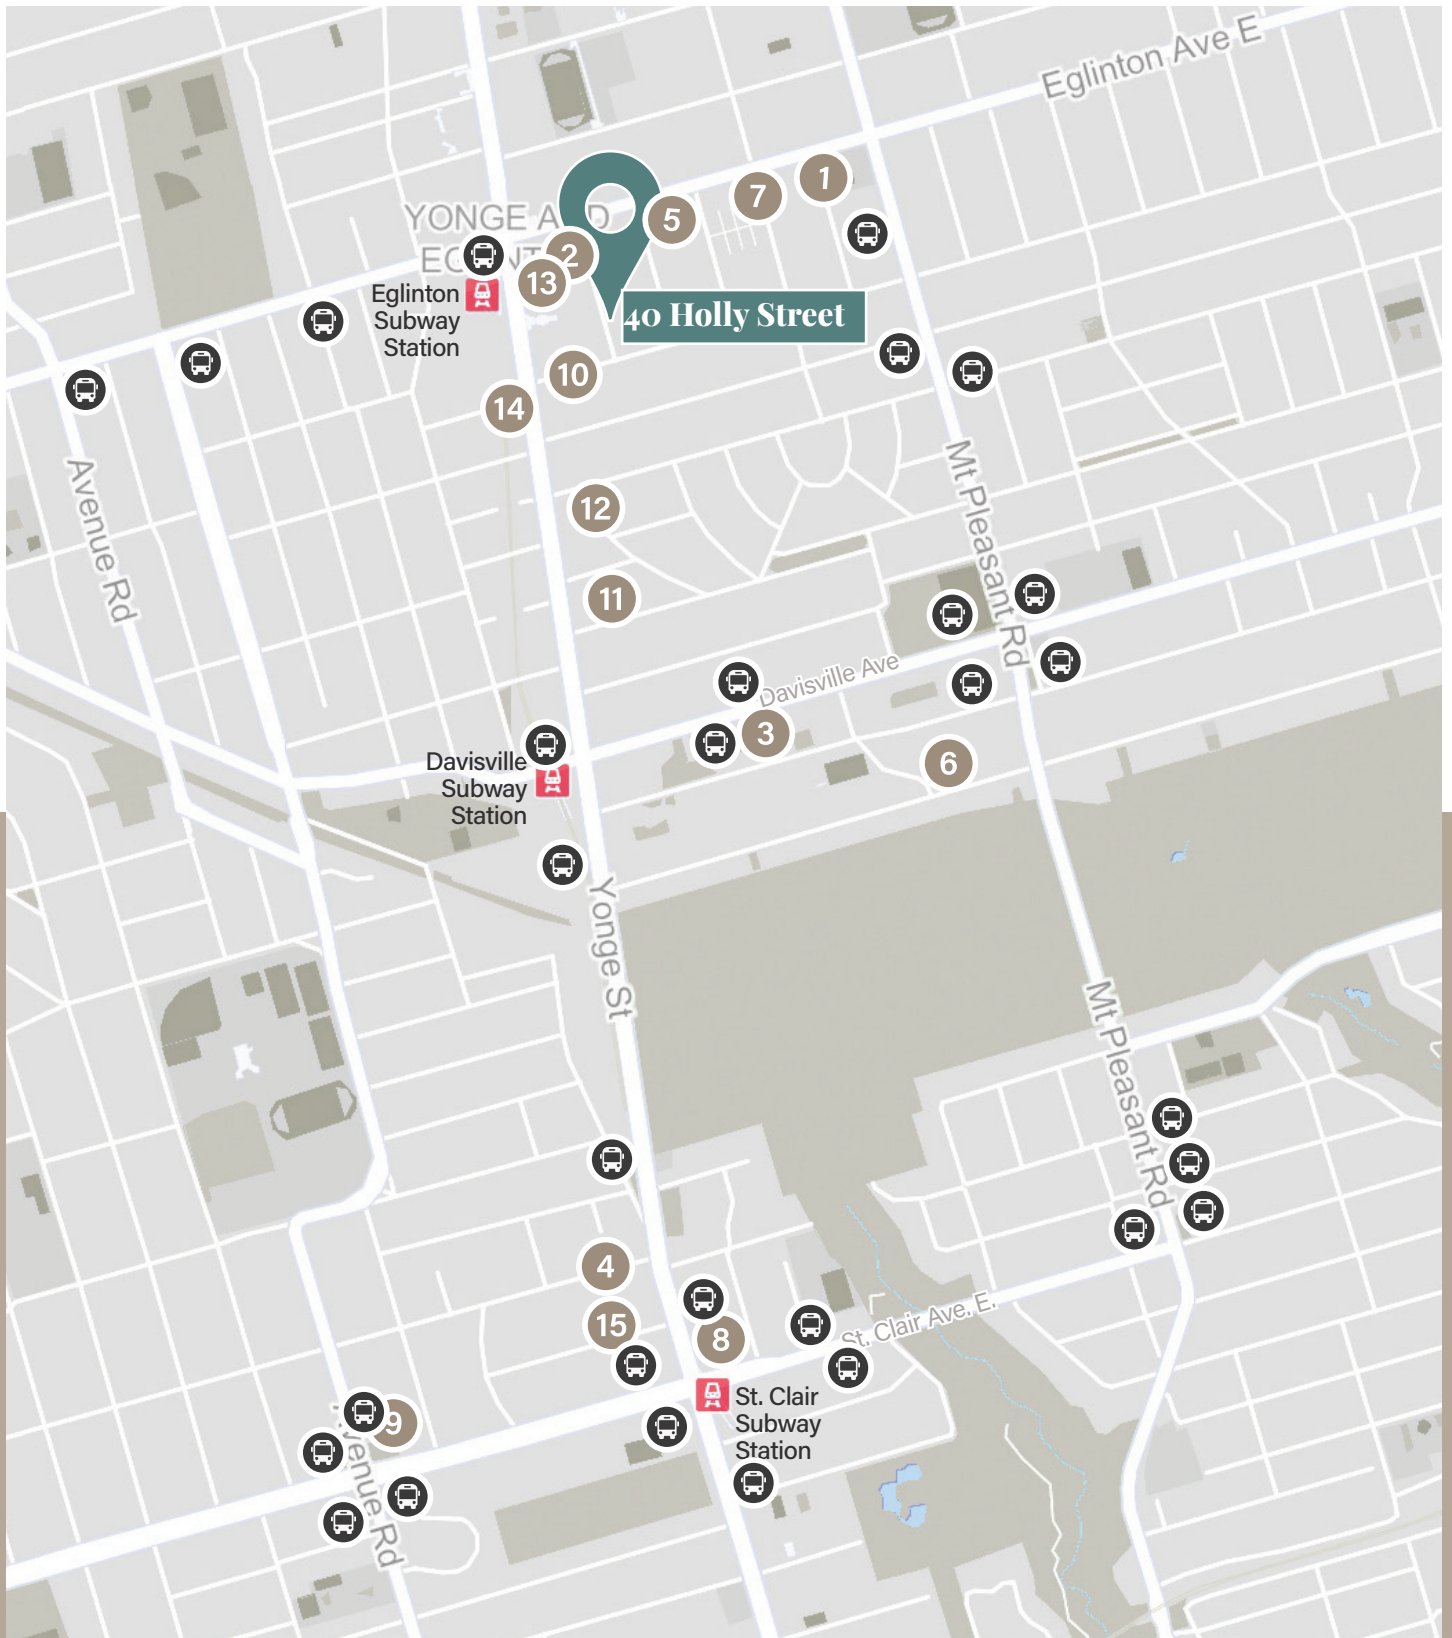 Eglinton Ave E
1
7
5
YONGE AND
2
13
Eglinton
Subway
Station
40 Holly Street
10
14
Avenue Rd
Mt Pleasant Rd
12
11
Davisville Ave
3
6
Davisville
Subway
Station
Yonge St
Mt Pleasant Rd
4
15
8
St. Clair Ave. E.
St. Clair
Subway
Station
9
Avenue Rd